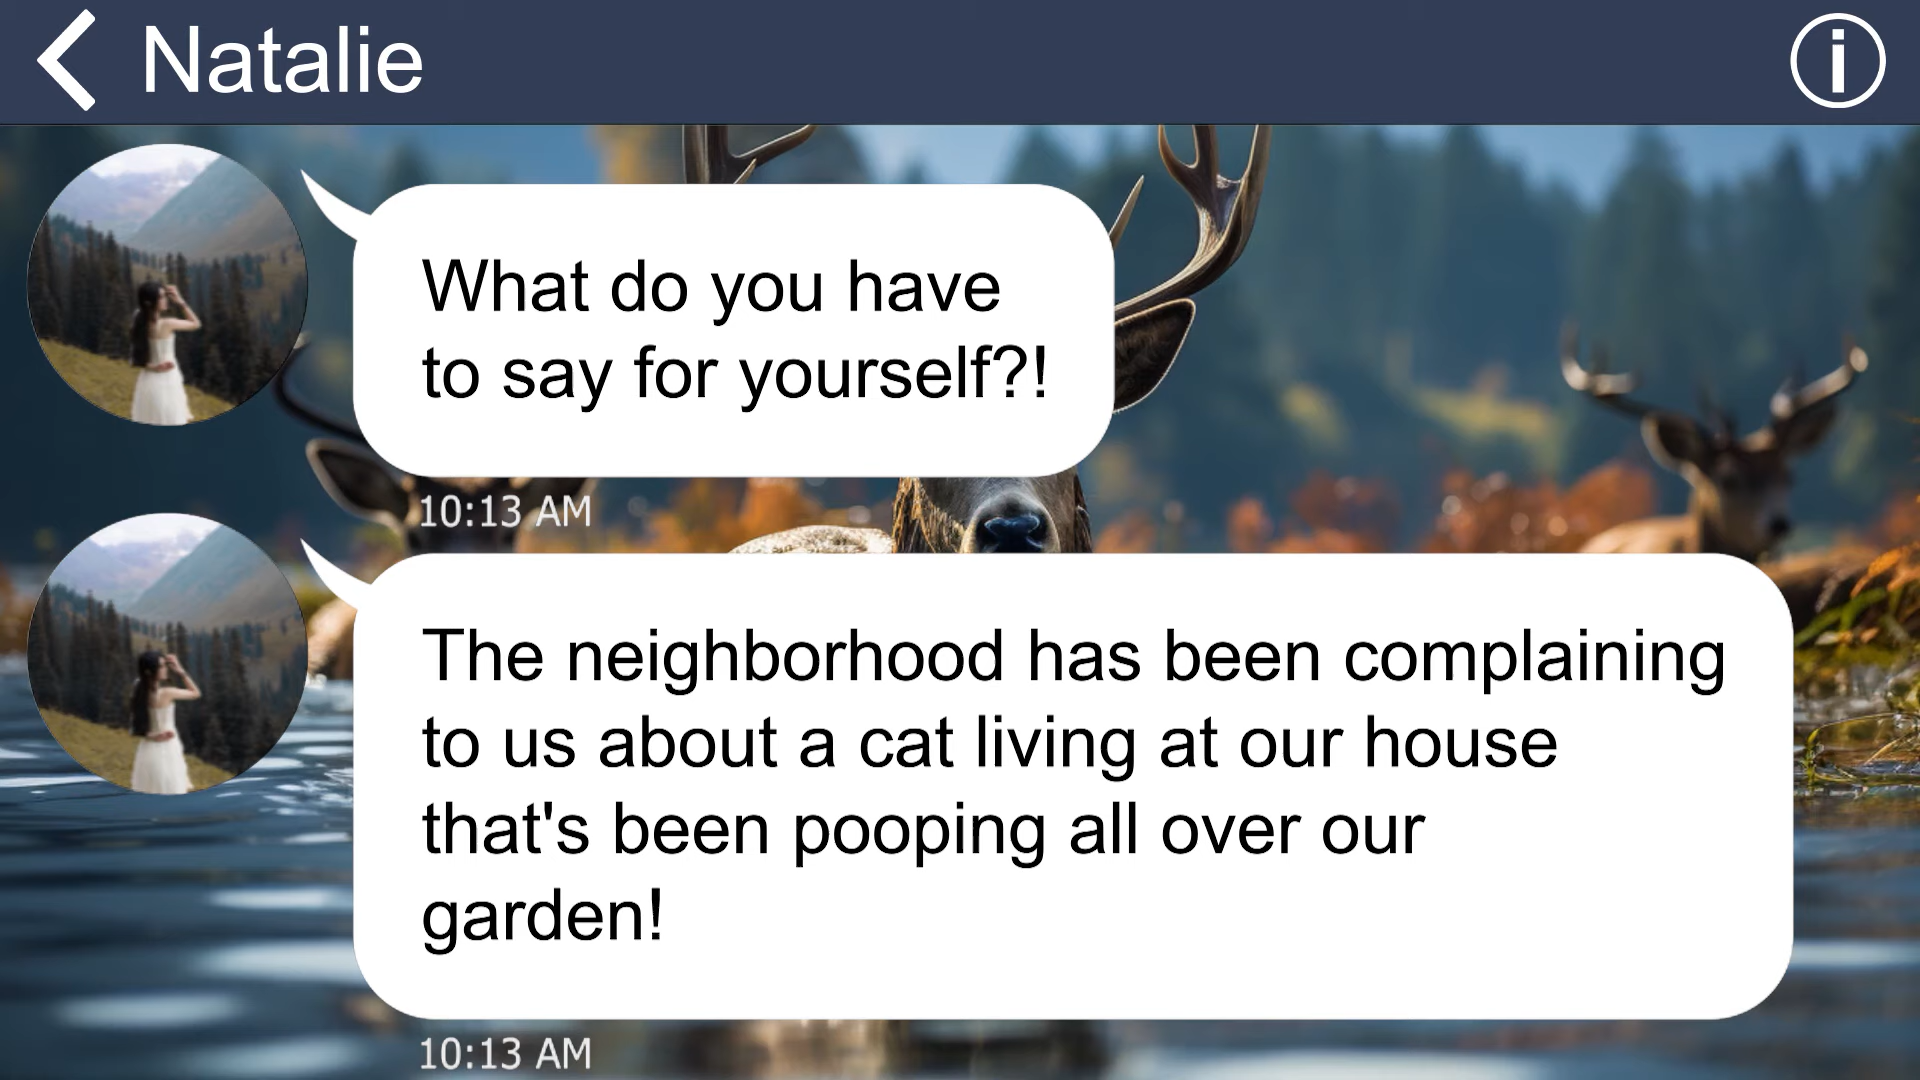 Natalie
What do you have
to say for yourself?!
10:13 AM
The neighborhood has been complaining
to us about a cat living at our house
that's been pooping all over our
garden!
10:13 AM